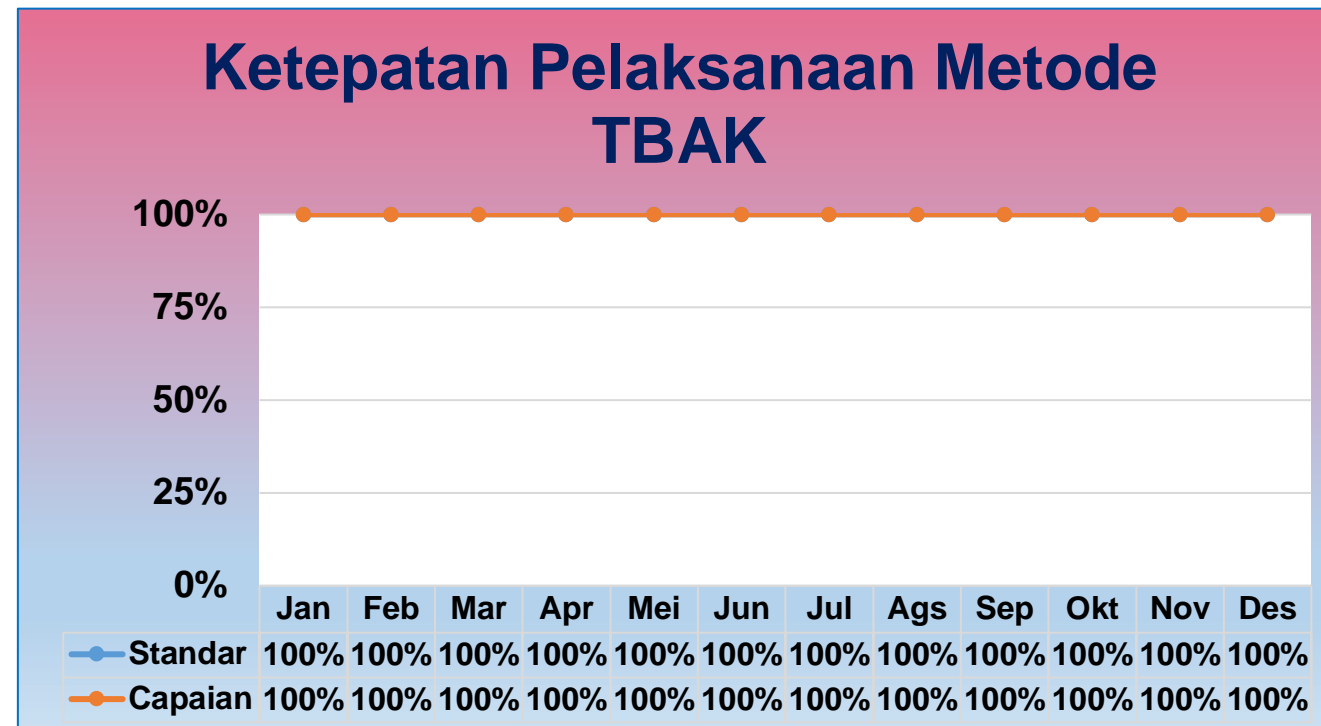 Ketepatan Pelaksanaan Metode
TBAK
100%
75%
50%
25%
0%
Jan Feb Mar Apr Mei Jun Jul Ags Sep Okt Nov Des
Standar 100% 100% 100% 100% 100% 100% 100% 100% 100% 100% 100% 100%
Capaian 100% 100% 100% 100% 100% 100% 100% 100% 100% 100% 100% 100%